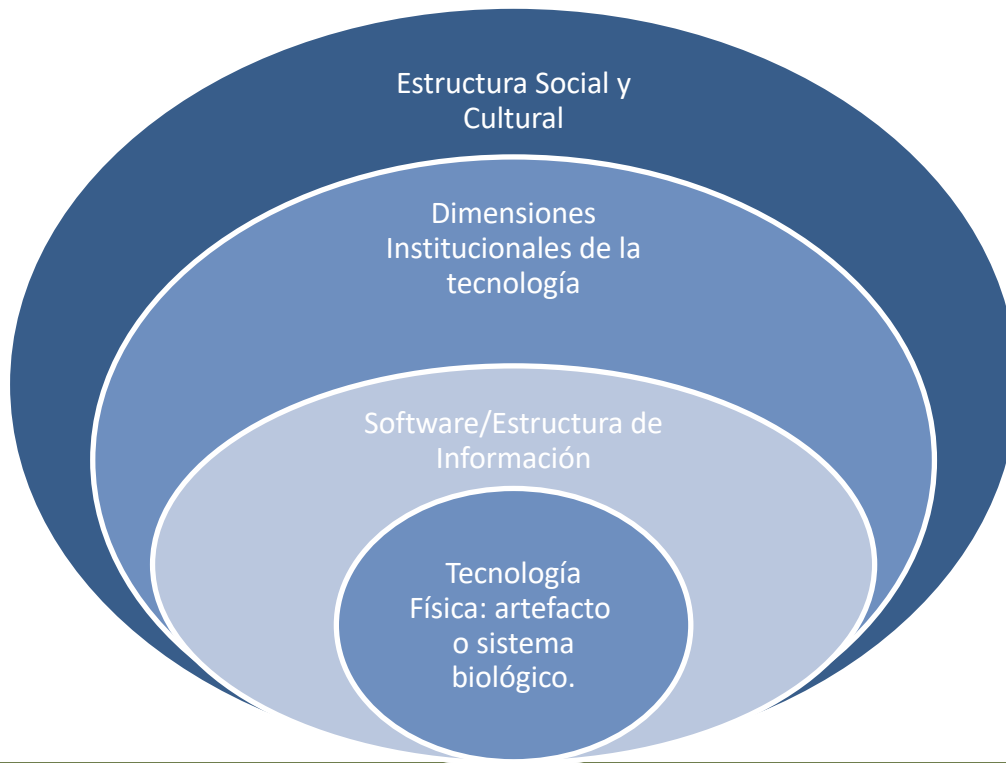 Estructura Social y
Cultural
Dimensiones
Institucionales de la
tecnología
Software/Estructura de
Información
Tecnología
Física: artefacto
o sistema
biológico.